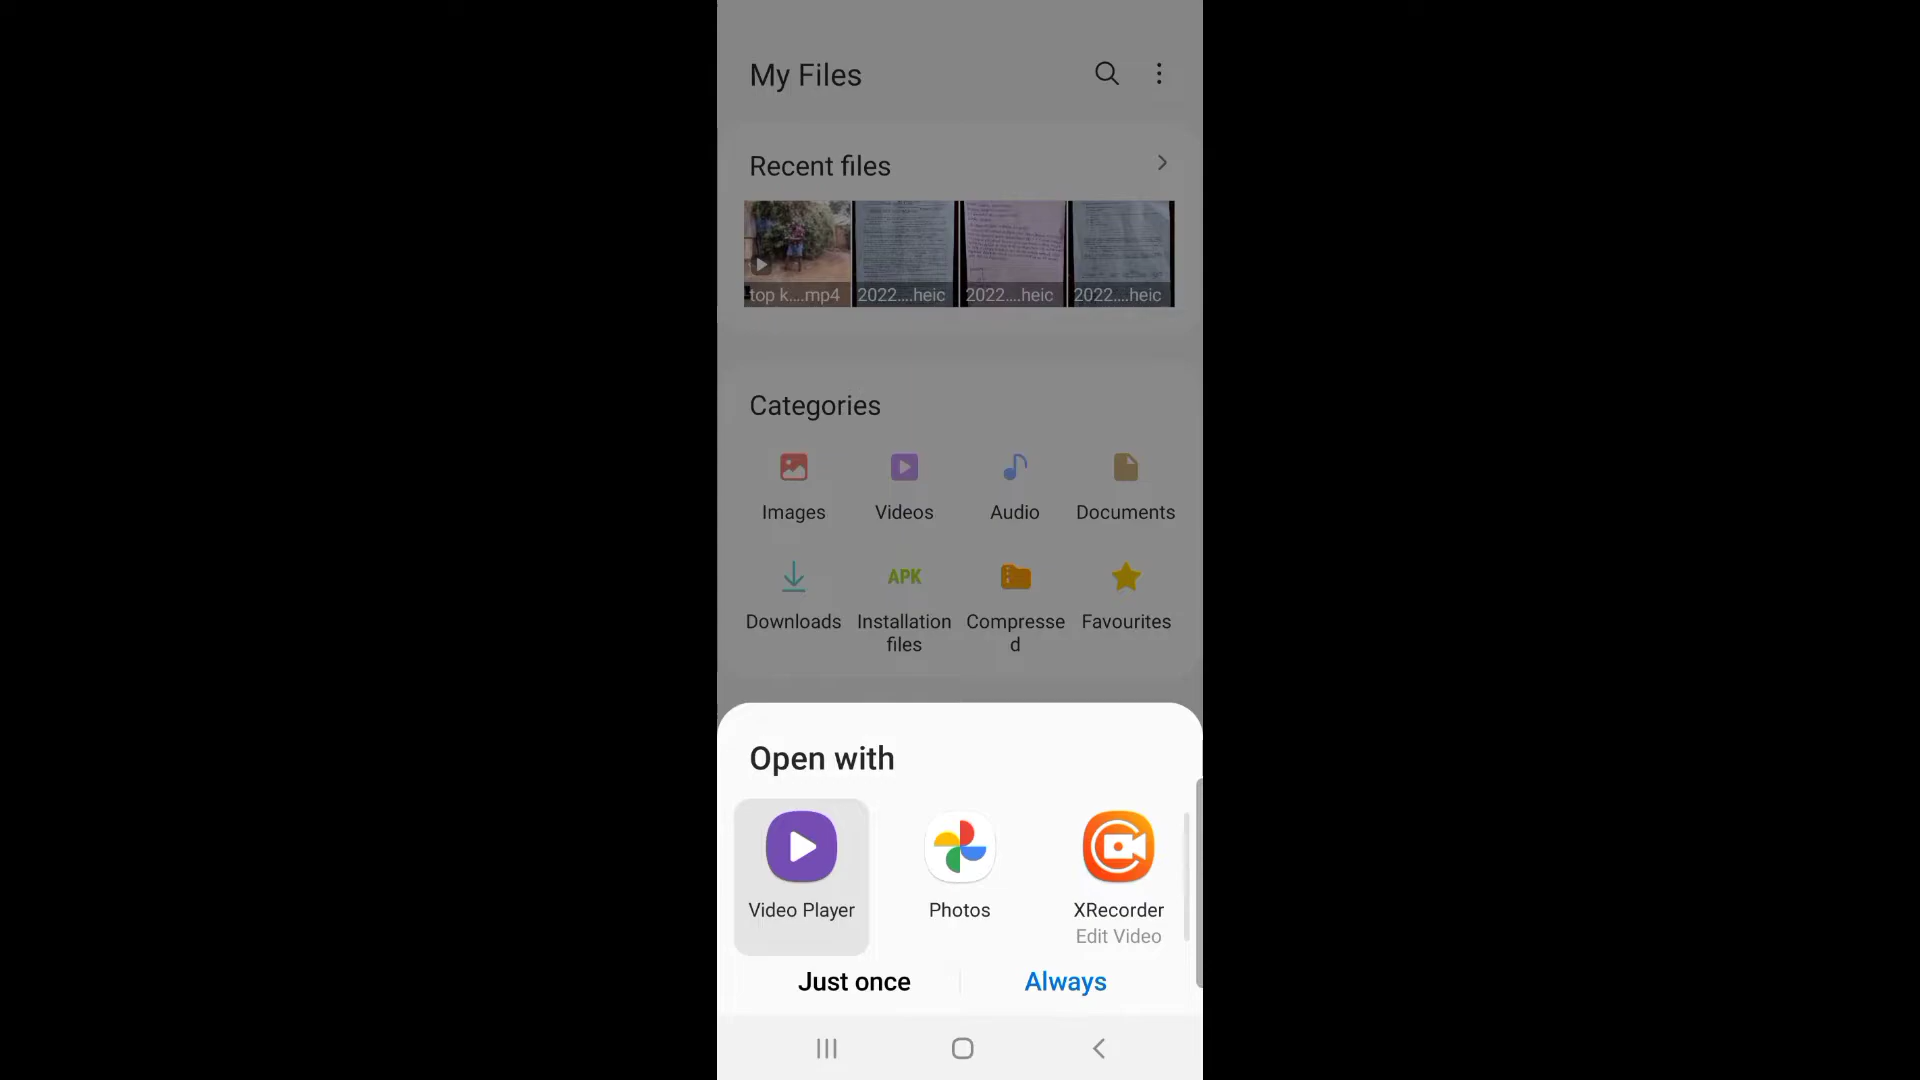 My Files
Recent files
top k....mp4
2022....heic
2022....heic
2022....heic
Categories
Images
Videos
Audio
Documents
APK
Downloads
Installation
files
Compresse
d
Favourites
Open with
Video Player
Photos
XRecorder
Edit Video
Just once
Always